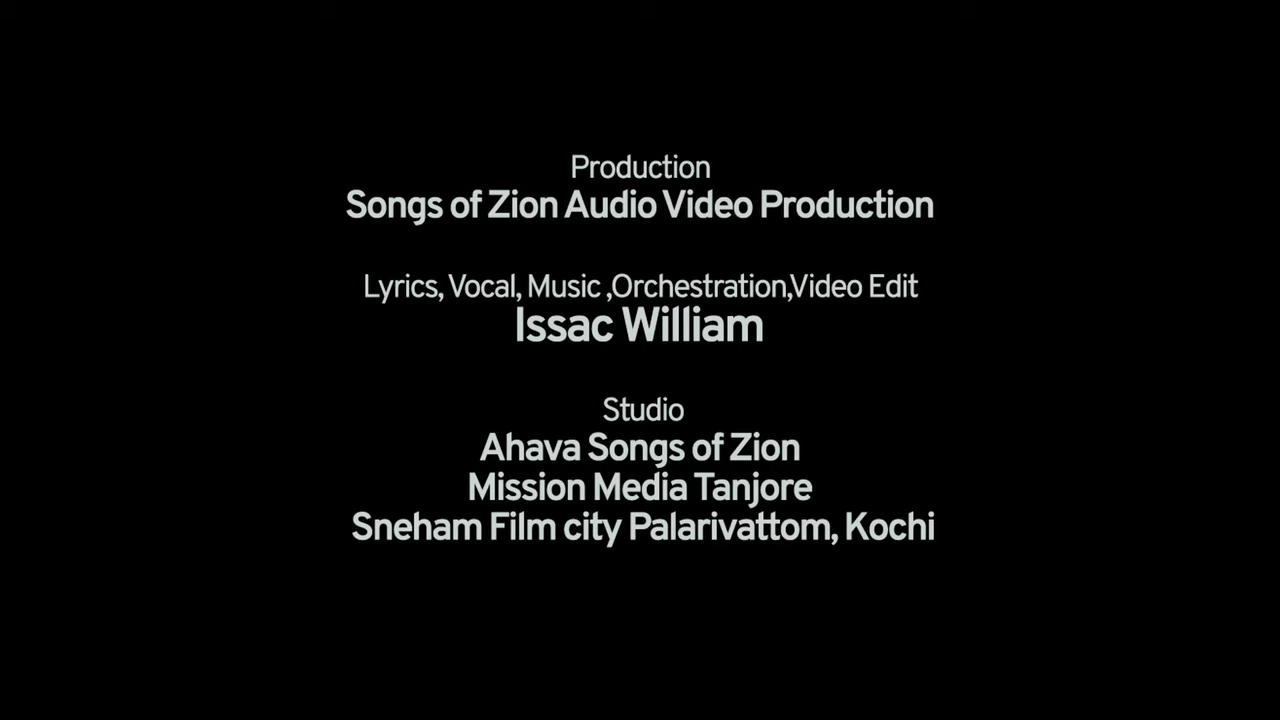 Production
Songs of Zion Audio Video Production
Lyrics, Vocal, Music ,Orchestration,Video Edit
Issac William
Studio
Ahava Songs of Zion
Mission Media Tanjore
Sneham Film city Palarivattom, Kochi